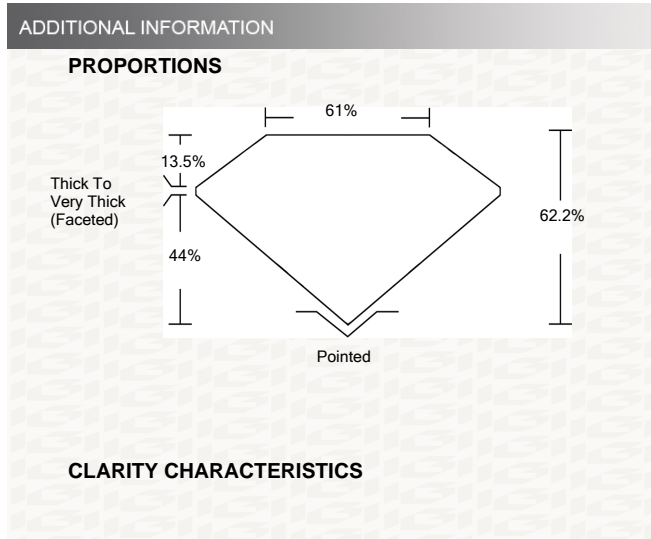 ADDITIONAL INFORMATION
PROPORTIONS
61%
13.5%
Thick To
Very Thick
(Faceted)
62.2%
44%
Pointed
CLARITY CHARACTERISTICS